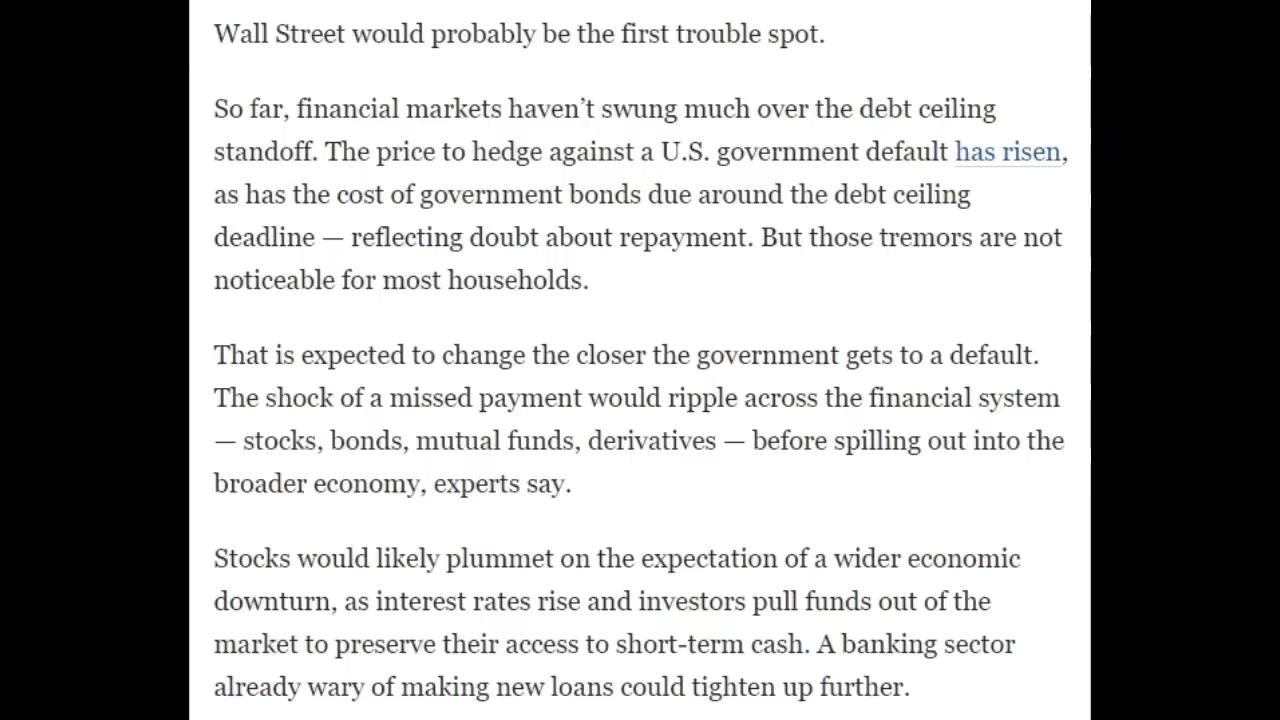 Wall Street would probably be the first trouble spot.
So far, financial markets haven’t swung much over the debt ceiling
standoff. The price to hedge against a U.S. government default has risen,
as has the cost of government bonds due around the debt ceiling
deadline — reflecting doubt about repayment. But those tremors are not
noticeable for most households.
That is expected to change the closer the government gets to a default.
The shock of a missed payment would ripple across the financial system
— stocks, bonds, mutual funds, derivatives — before spilling out into the
broader economy, experts say.
Stocks would likely plummet on the expectation of a wider economic
downturn, as interest rates rise and investors pull funds out of the
market to preserve their access to short-term cash. A banking sector
already wary of making new loans could tighten up further.